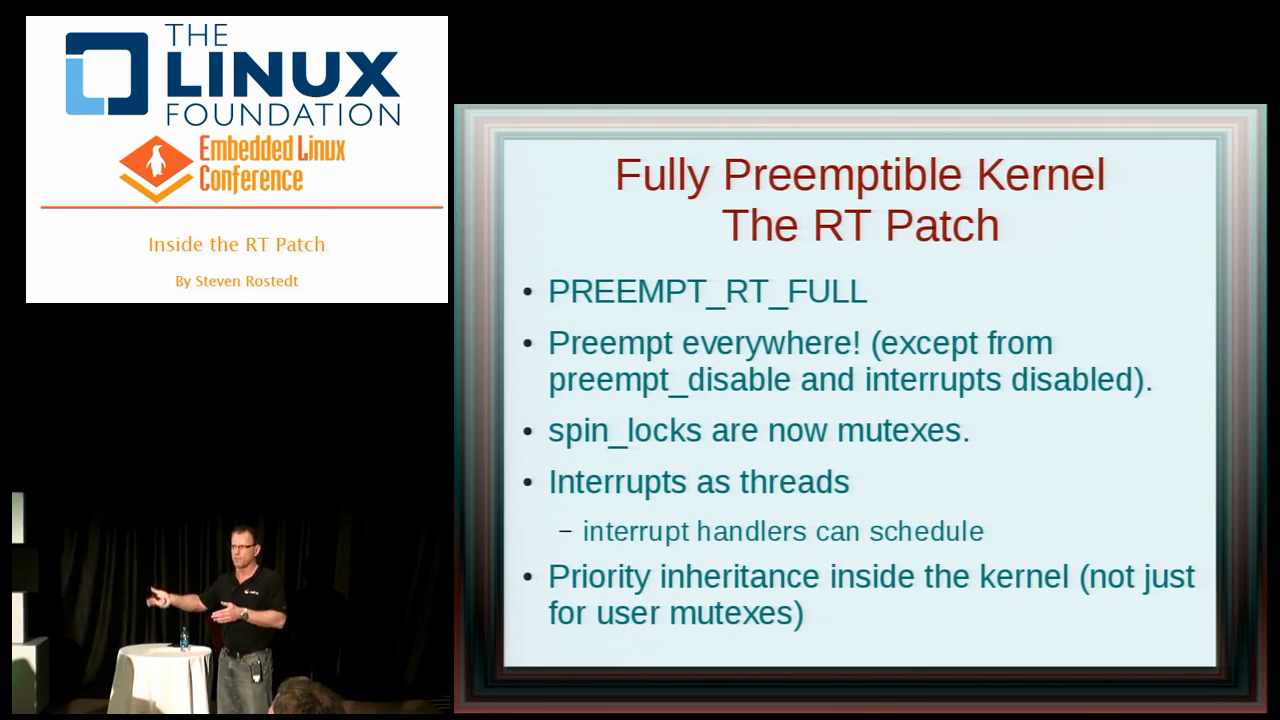 THE
LINUX
FOUNDATION
Embedded Linux
Conference
Inside the RT Patch
By Steven Rostedt
Fully Preemptible Kernel
The RT Patch
• PREEMPT_RT_FULL
• Preempt everywhere! (except from
preempt_disable and interrupts disabled).
• spin_locks are now mutexes.
• Interrupts as threads
– interrupt handlers can schedule
• Priority inheritance inside the kernel (not just
for user mutexes)